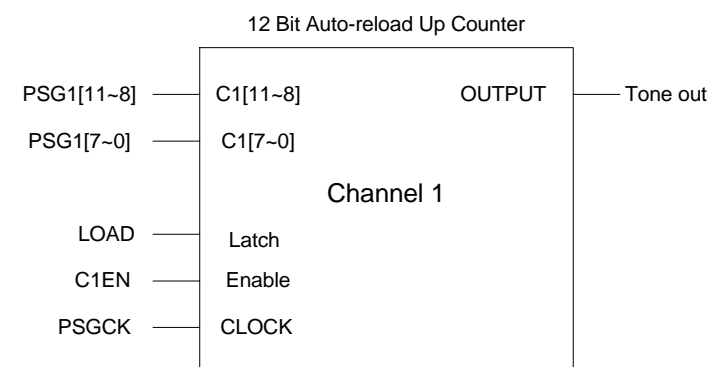 12 Bit Auto-reload Up Counter
PSG1[11~8] C1[11~8] OUTPUT Tone out
PSG1[7~0] C1[7~0]
Channel 1
LOAD Latch
C1EN Enable
PSGCK CLOCK